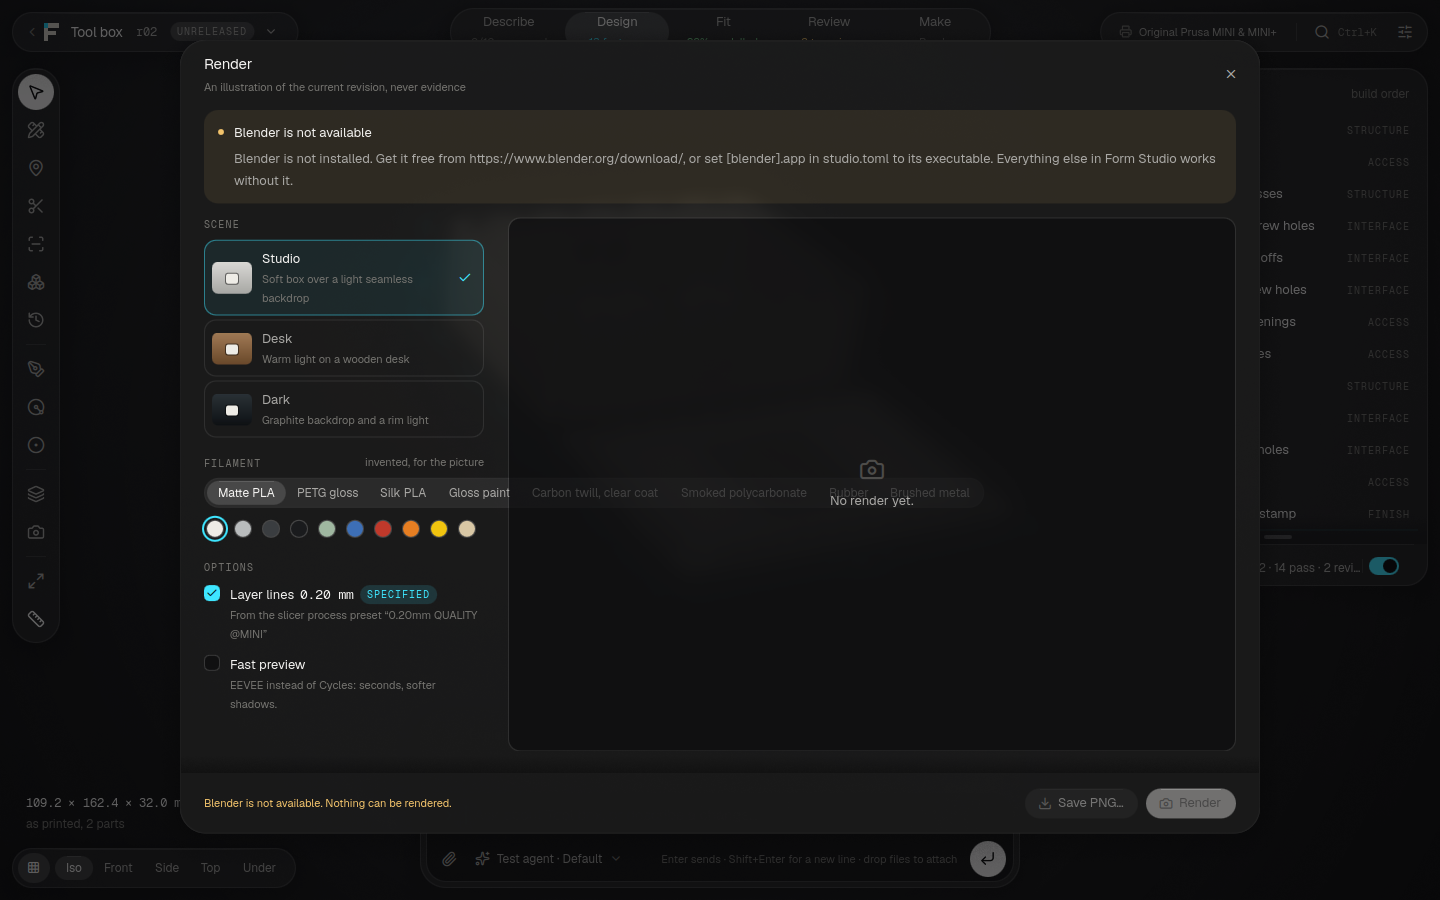 Tool box r02 UNRELEASED
Describe Design Fit Review Make
Original Prusa MINI & MINI+ Ctrl+K
Render
An illustration of the current revision, never evidence
Blender is not available
Blender is not installed. Get it free from https://www.blender.org/download/, or set [blender].app in studio.toml to its executable. Everything else in Form Studio works
without it.
SCENE
Studio
Soft box over a light seamless
backdrop
Desk
Warm light on a wooden desk
Dark
Graphite backdrop and a rim light
FILAMENT invented, for the picture
Matte PLA PETG gloss Silk PLA Gloss paint Carbon twill, clear coat Smoked polycarbonate Rubber Brushed metal
No render yet.
OPTIONS
Layer lines 0.20 mm SPECIFIED
From the slicer process preset “0.20mm QUALITY
@MINI”
Fast preview
EEVEE instead of Cycles: seconds, softer
shadows.
Blender is not available. Nothing can be rendered.
Save PNG… Render
build order
STRUCTURE
ACCESS
STRUCTURE
rew holes INTERFACE
INTERFACE
holes INTERFACE
ACCESS
ACCESS
STRUCTURE
INTERFACE
holes INTERFACE
ACCESS
stamp FINISH
2 · 14 pass · 2 revi…
109.2 × 162.4 × 32.0 m
as printed, 2 parts
Iso Front Side Top Under
Test agent · Default
Enter sends · Shift+Enter for a new line · drop files to attach